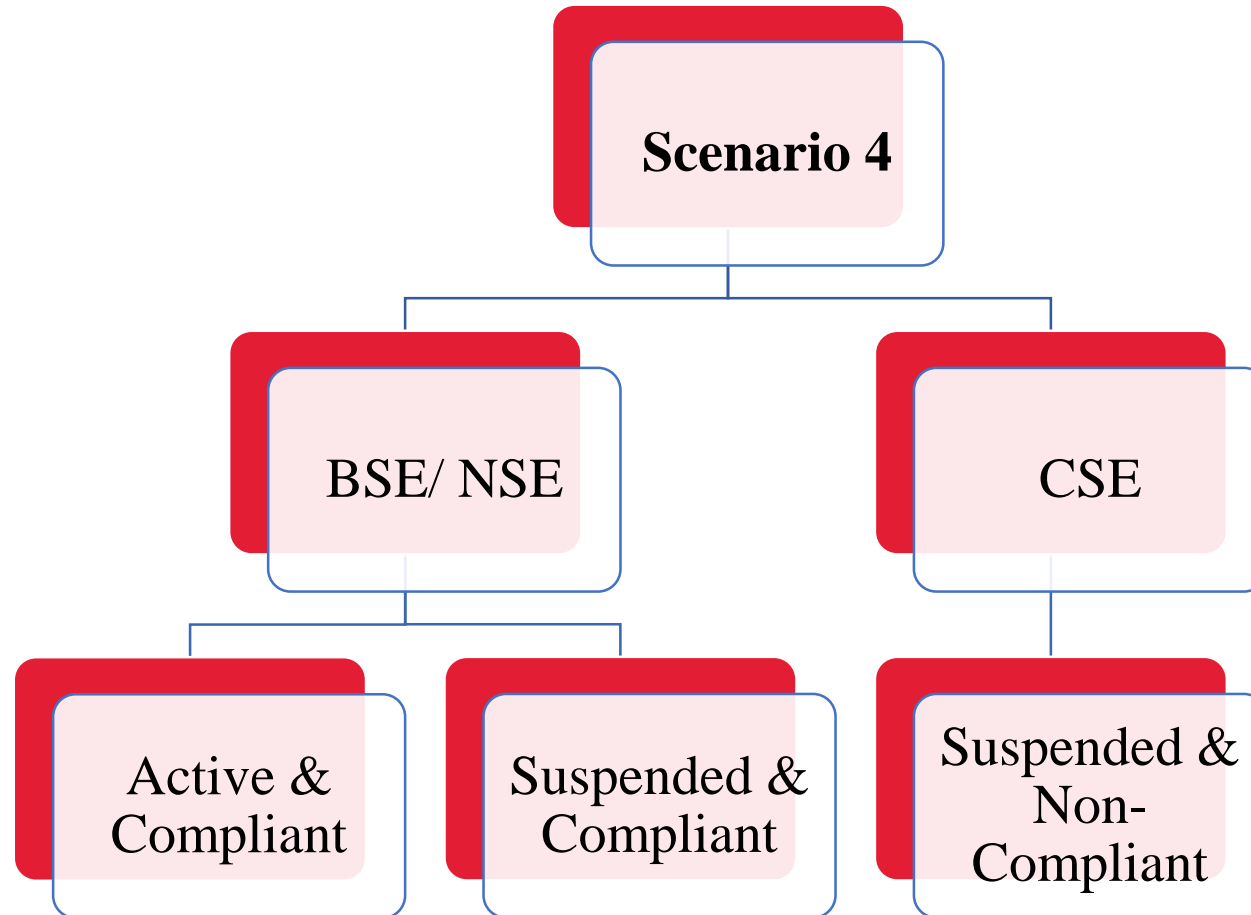 Scenario 4
BSE/ NSE
CSE
Active &
Compliant
Suspended &
Compliant
Suspended &
Non-
Compliant